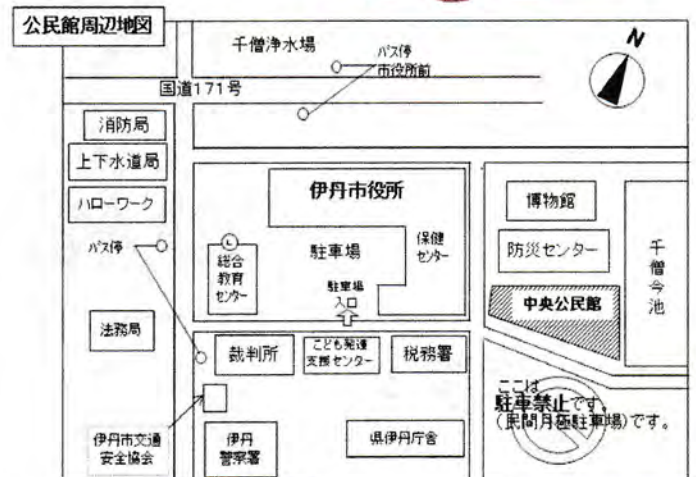 公民館周辺地図
千僧浄水場
バス停
市役所前
N
国道171号
消防局
上下水道局
ハローワーク
バス停
法務局
伊丹市交通
安全協会
伊丹市役所
駐車場
保健
センター
総合
教育
センター
駐車場
入口
裁判所
こども発達
支援センター
税務署
伊丹
警察署
県伊丹庁舎
博物館
防災センター
中央公民館
千僧今池
ここは
駐車禁止です。
(民間月極駐車場)です。